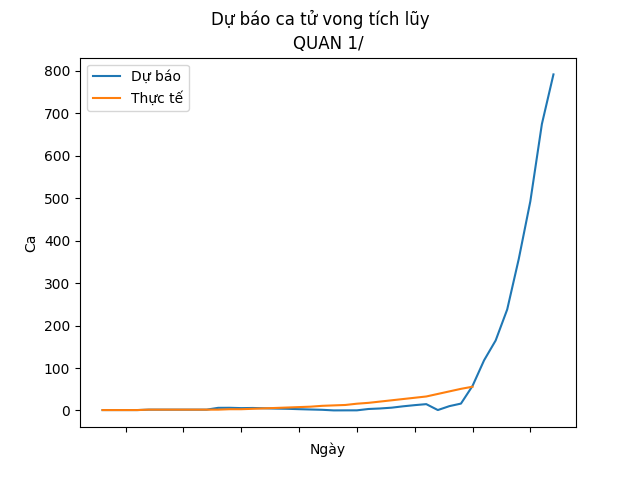 Dự báo ca tử vong tích lũy
QUAN 1/
Dự báo
Thực tế
800
700
600
500
400
300
200
100
0
Ca
Ngày